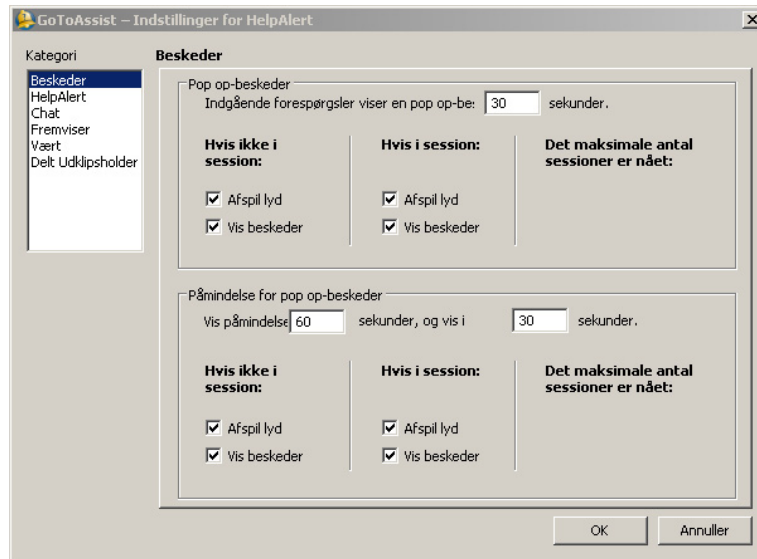 GoToAssist – Indstillinger for HelpAlert
Kategori
Beskeder
HelpAlert
Chat
Fremviser
Vært
Delt Udklipsholder
Beskeder
Pop op-beskeder
Indgående forespørgsler viser en pop op-be: 30 sekunder.
Hvis ikke i
session:
Hvis i session:
Det maksimale antal
sessioner er nået:
Afspil lyd
Afspil lyd
Vis beskeder
Vis beskeder
Påmindelse for pop op-beskeder
Vis påmindelse 60 sekunder, og vis i 30 sekunder.
Hvis ikke i
session:
Hvis i session:
Det maksimale antal
sessioner er nået:
Afspil lyd
Afspil lyd
Vis beskeder
Vis beskeder
OK
Annuller